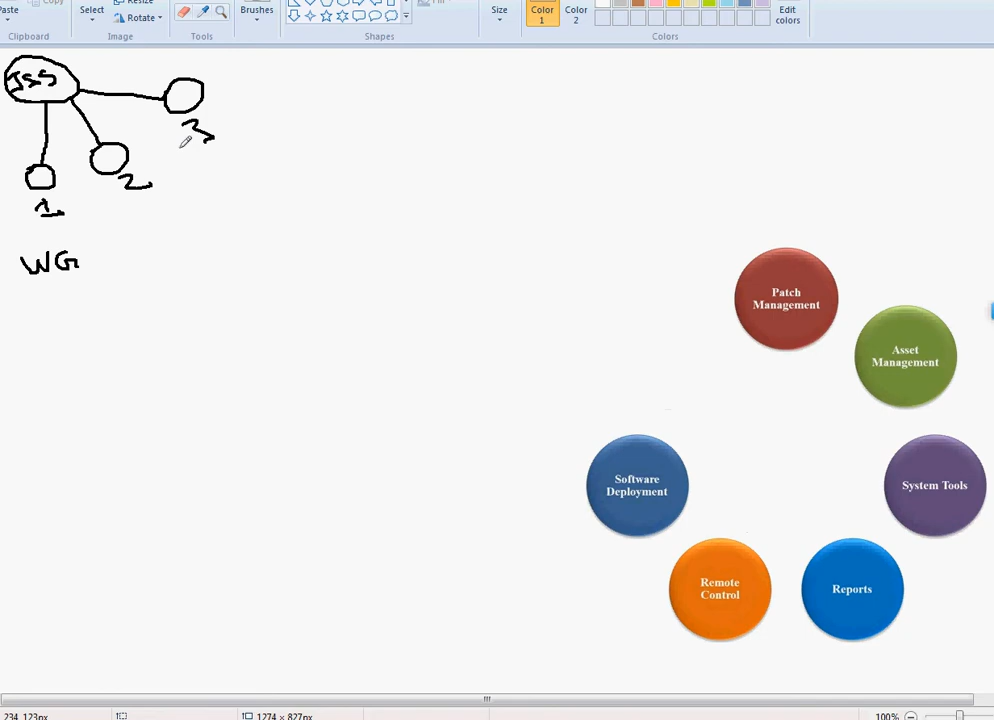 Paste
Copy
Clipboard
Select
Resize
Rotate
Image
Tools
Brushes
Shapes
Fill
Size
Color
1
Color
2
Edit
colors
Colors
JSS
3
2
1
WG
Patch
Management
Asset
Management
Software
Deployment
System Tools
Remote
Control
Reports
234, 123px
1274 × 827px
100%